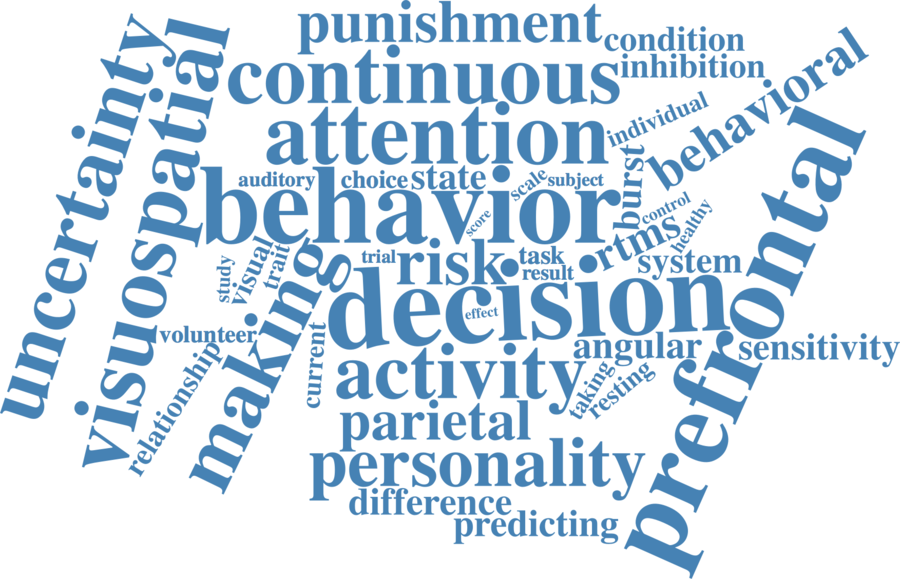 punishment
condition
continuous
inhibition
uncertainty
visuospatial
attention
individual
behavioral
auditory
choice
state
scale
subject
burst
behavior
score
control
prefrontal
study
visual
trait
making
trial
risk
task
result
rtms
healthy
system
decision
effect
volunteer
relationship
current
activity
angular
sensitivity
taking
resting
parietal
personality
difference
predicting